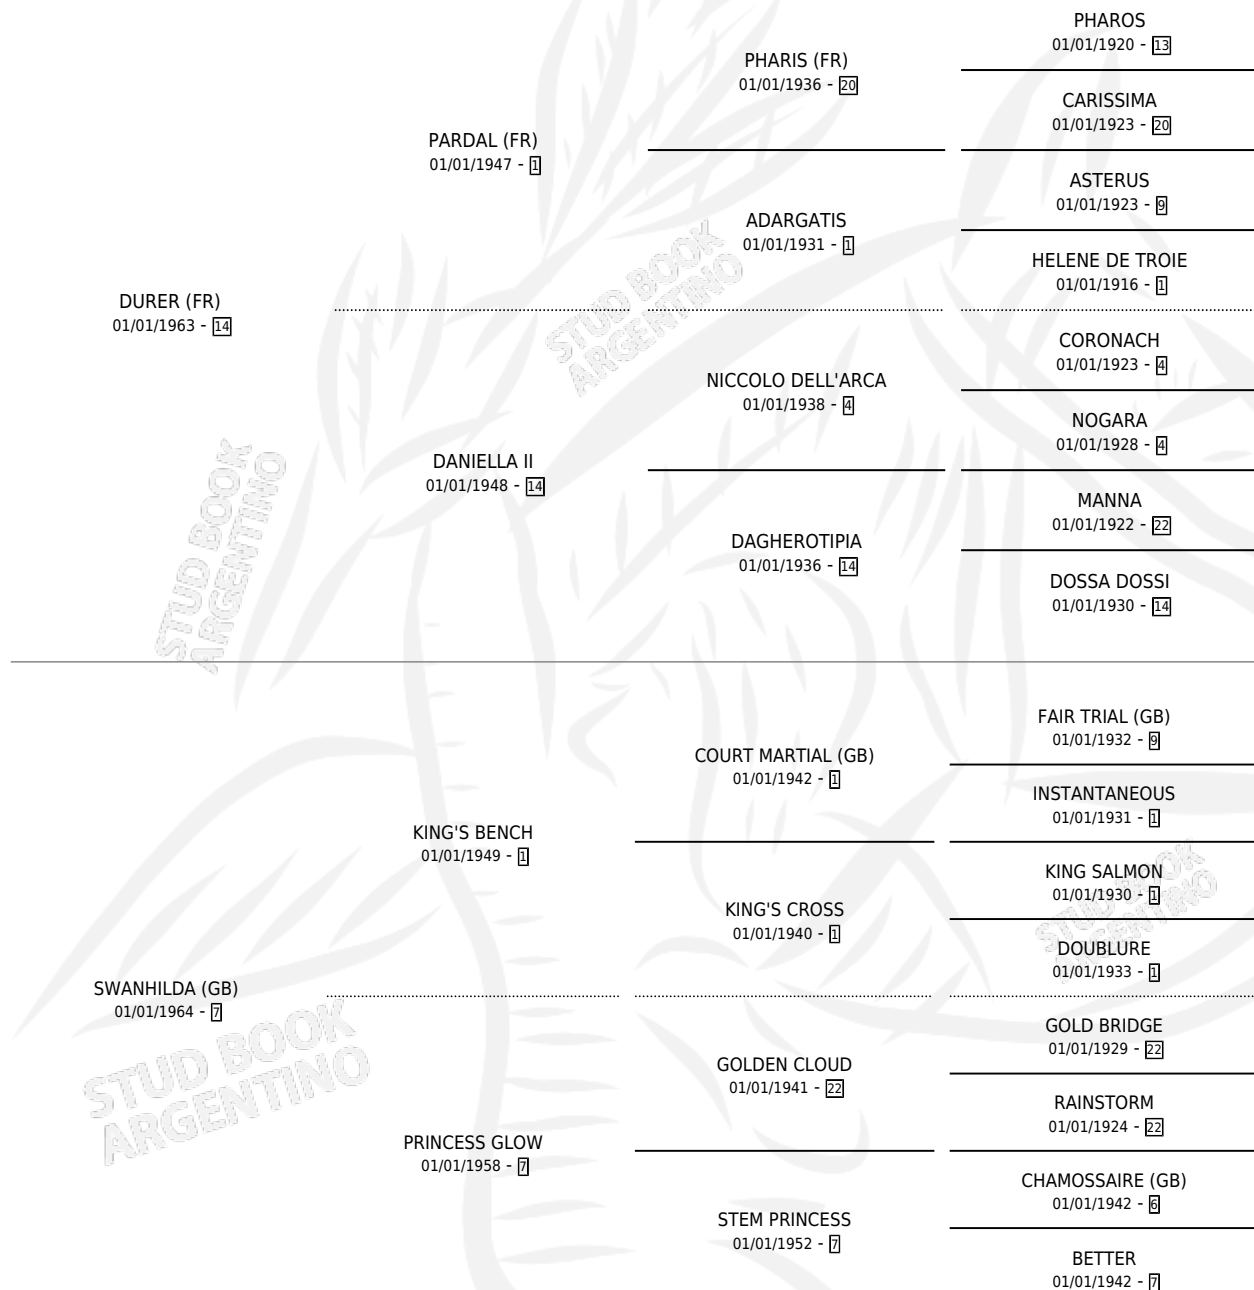 PHAROS
01/01/1920 - 13
PHARIS (FR)
01/01/1936 - 20
CARISSIMA
01/01/1923 - 20
PARDAL (FR)
01/01/1947 - 1
ASTERUS
01/01/1923 - 9
ADARGATIS
01/01/1931 - 1
HELENE DE TROIE
01/01/1916 - 1
DURER (FR)
01/01/1963 - 14
CORONACH
01/01/1923 - 4
NICCOLO DELL'ARCA
01/01/1938 - 4
NOGARA
01/01/1928 - 4
DANIELLA II
01/01/1948 - 14
MANNA
01/01/1922 - 22
DAGHEROTIPIA
01/01/1936 - 14
DOSSA DOSSI
01/01/1930 - 14
STUD BOOK
ARGENTINO
STUD BOOK
ARGENTINO
FAIR TRIAL (GB)
01/01/1932 - 9
COURT MARTIAL (GB)
01/01/1942 - 1
INSTANTANEOUS
01/01/1931 - 1
KING'S BENCH
01/01/1949 - 1
KING SALMON
01/01/1930 - 1
KING'S CROSS
01/01/1940 - 1
DOUBLURE
01/01/1933 - 1
SWANHILDA (GB)
01/01/1964 - 7
GOLD BRIDGE
01/01/1929 - 22
GOLDEN CLOUD
01/01/1941 - 22
RAINSTORM
01/01/1924 - 22
PRINCESS GLOW
01/01/1958 - 7
CHAMOSSAIRE (GB)
01/01/1942 - 6
STEM PRINCESS
01/01/1952 - 7
BETTER
01/01/1942 - 7
STUD BOOK
ARGENTINO
STUD BOOK
ARGENTINO